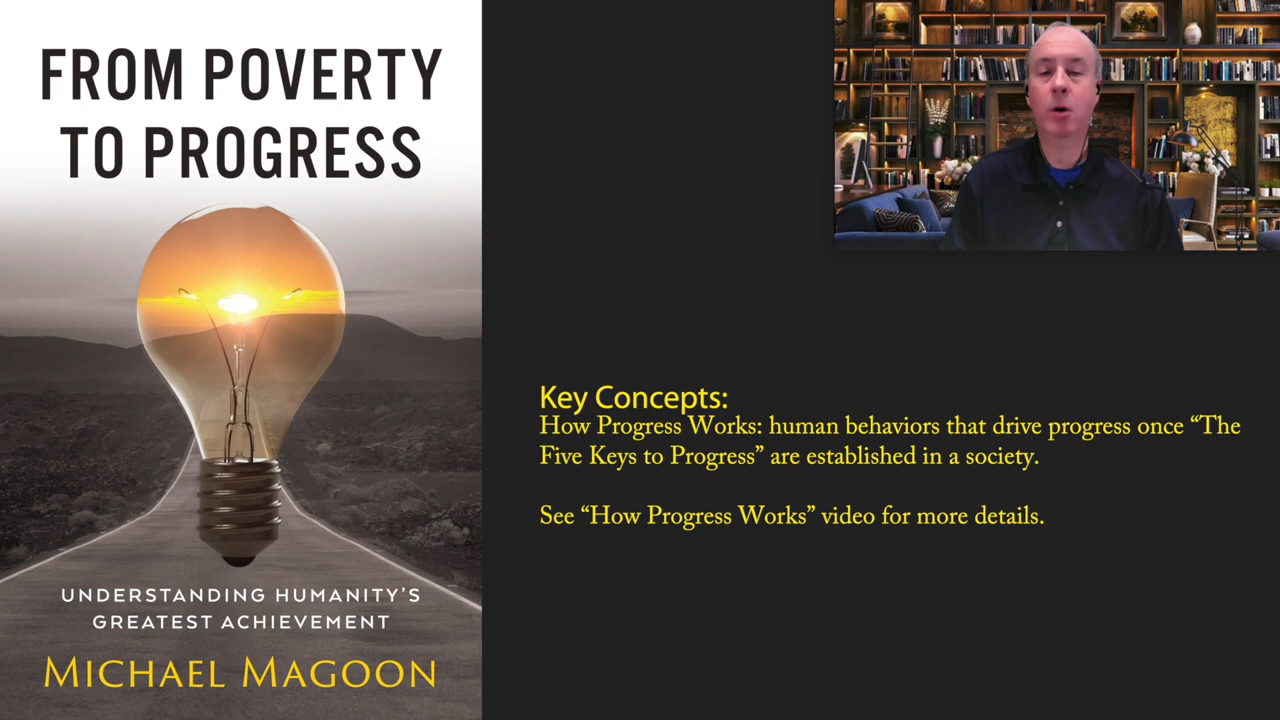 FROM POVERTY
TO PROGRESS
UNDERSTANDING HUMANITY'S
GREATEST ACHIEVEMENT
MICHAEL MAGOON
Key Concepts:
How Progress Works: human behaviors that drive progress once “The
Five Keys to Progress” are established in a society.
See “How Progress Works” video for more details.